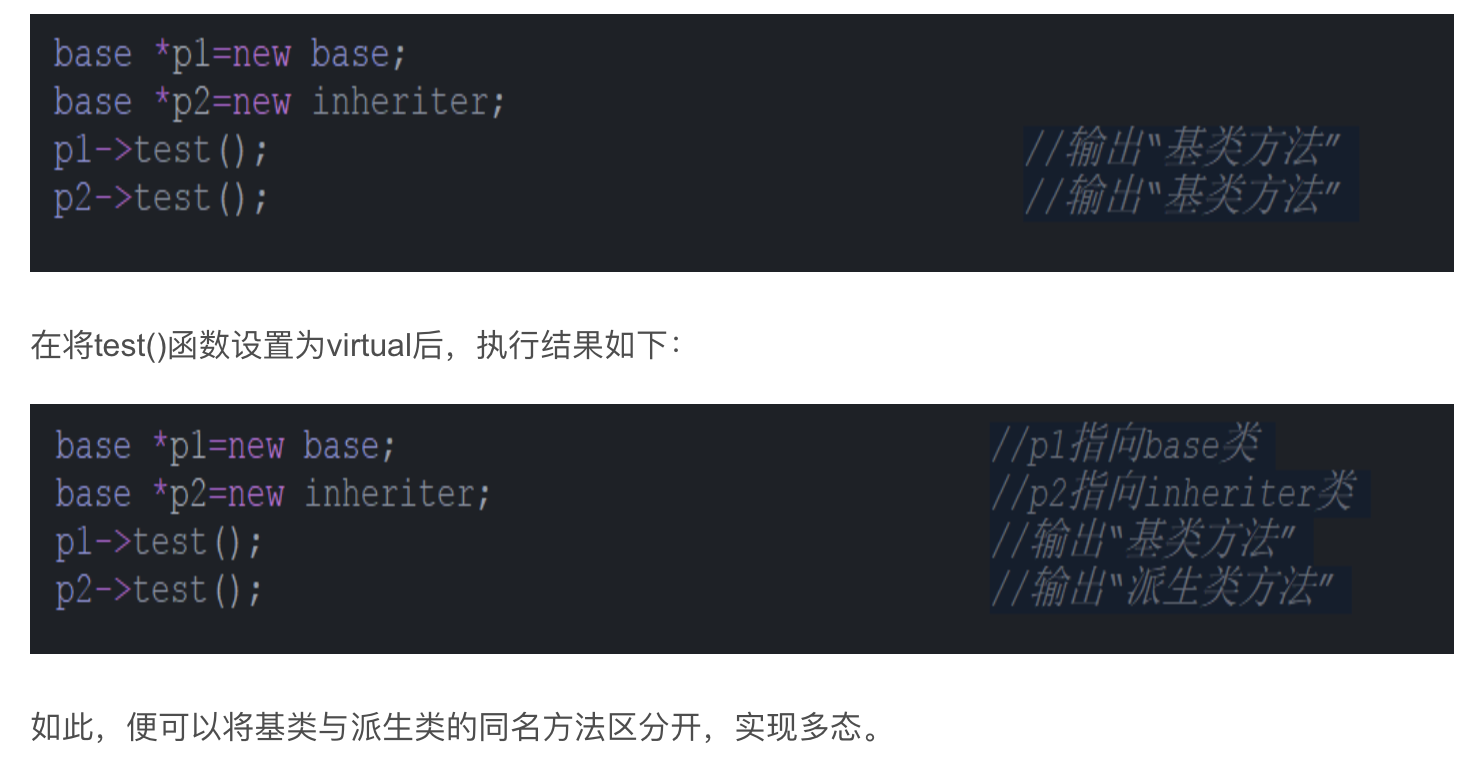 base *p1=new base;
base *p2=new inheriter;
p1->test(); //输出“基类方法”
p2->test(); //输出“基类方法”
在将test()函数设置为virtual后，执行结果如下：
base *p1=new base; //p1指向base类
base *p2=new inheriter; //p2指向inheriter类
p1->test(); //输出“基类方法”
p2->test(); //输出“派生类方法”
如此，便可以将基类与派生类的同名方法区分开，实现多态。